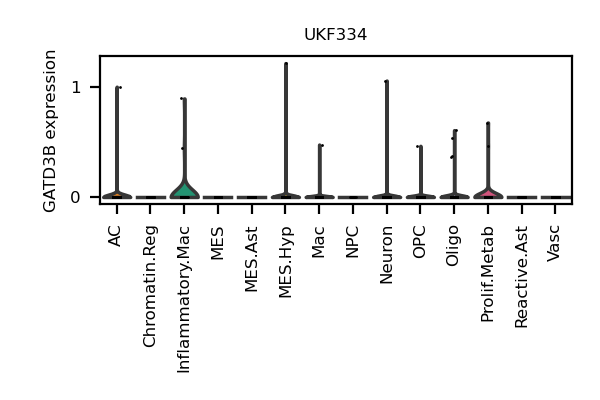 UKF334
GATD3B expression
1
0
AC
Chromatin.Reg
Inflammatory.Mac
MES
MES.Ast
MES.Hyp
Mac
NPC
Neuron
OPC
Oligo
Prolif.Metab
Reactive.Ast
Vasc